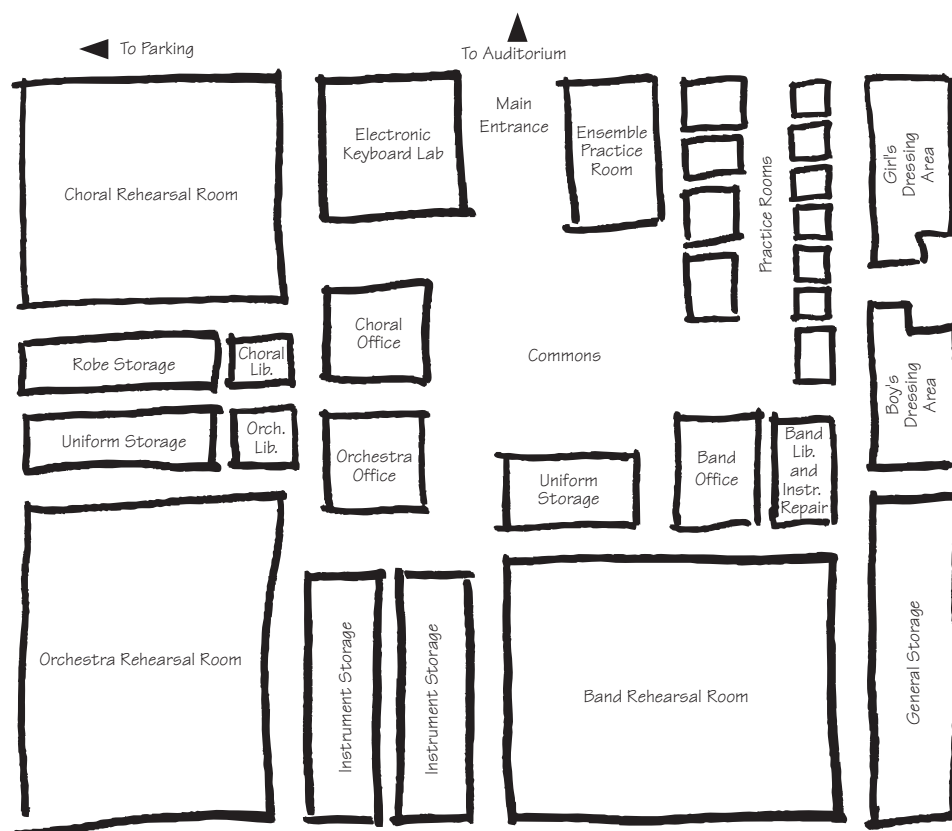 To Parking
To Auditorium
Main
Entrance
Choral Rehearsal Room
Electronic
Keyboard Lab
Ensemble
Practice
Room
Practice Rooms
Girl's
Dressing
Area
Robe Storage
Choral
Lib.
Choral
Office
Commons
Boy's
Dressing
Area
Uniform Storage
Orch.
Lib.
Orchestra
Office
Uniform
Storage
Band
Office
Band
Lib.
and
Instr.
Repair
Orchestra Rehearsal Room
Instrument Storage
Instrument Storage
Band Rehearsal Room
General Storage